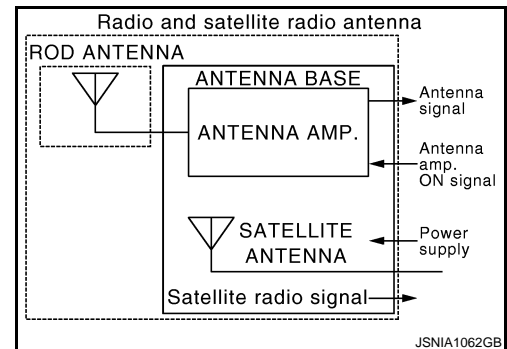 Radio and satellite radio antenna
ROD ANTENNA
ANTENNA BASE
ANTENNA AMP.
Antenna
signal
Antenna
amp.
ON signal
SATELLITE
ANTENNA
Power
supply
Satellite radio signal
JSNIA1062GB